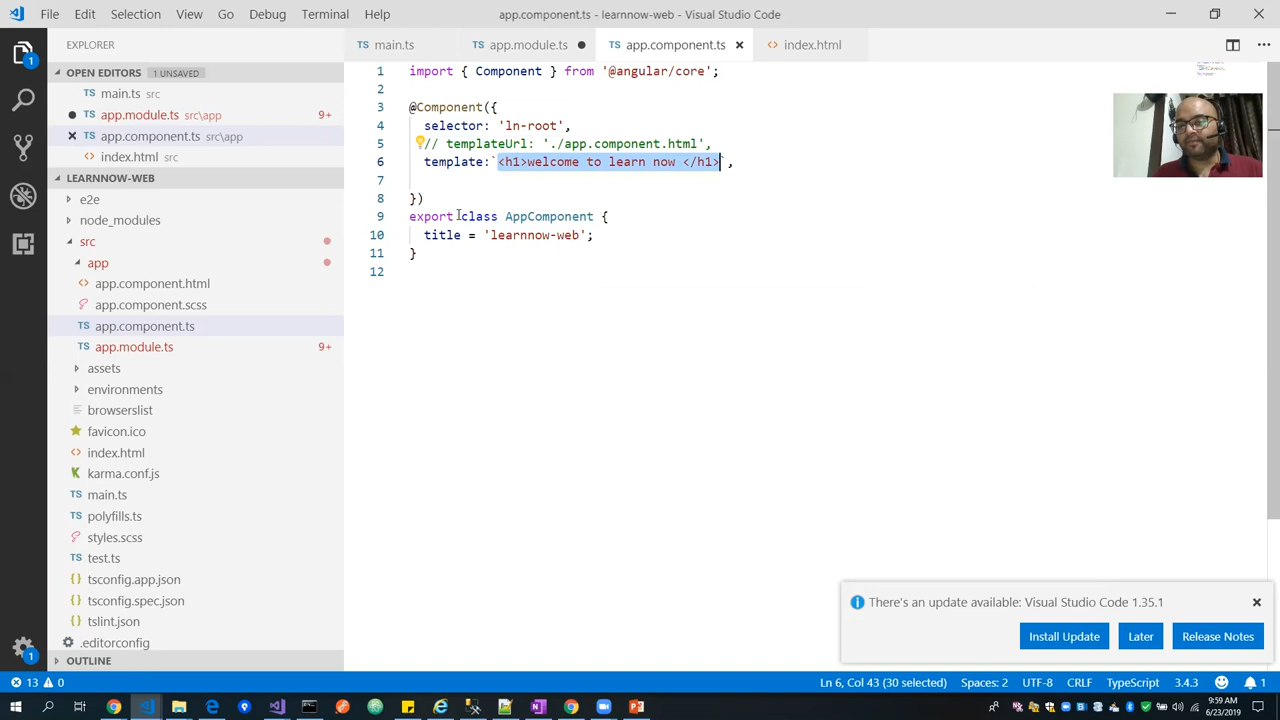 File Edit Selection View Go Debug Terminal Help
app.component.ts - learnnow-web - Visual Studio Code
EXPLORER
OPEN EDITORS 1 UNSAVED
TS main.ts src
app.module.ts src\app 9+
app.component.ts src\app
<> index.html src
LEARNNOW-WEB
e2e
node_modules
src
app
<> app.component.html
app.component.scss
TS app.component.ts
TS app.module.ts 9+
assets
environments
browserslist
favicon.ico
<> index.html
karma.conf.js
TS main.ts
TS polyfills.ts
styles.scss
TS test.ts
{} tsconfig.app.json
{} tsconfig.spec.json
{} tslint.json
.editorconfig
OUTLINE
TS main.ts
TS app.module.ts
TS app.component.ts
<> index.html
1 import { Component } from '@angular/core';
2
3 @Component({
4 selector: 'ln-root',
5 // templateUrl: './app.component.html',
6 template:`<h1>welcome to learn now </h1>`,
7
8 })
9 export class AppComponent {
10 title = 'learnnow-web';
11 }
12
There's an update available: Visual Studio Code 1.35.1
Install Update Later Release Notes
13 0
Ln 6, Col 43 (30 selected) Spaces: 2 UTF-8 CRLF TypeScript 3.4.3 1
9:59 AM
6/23/2019